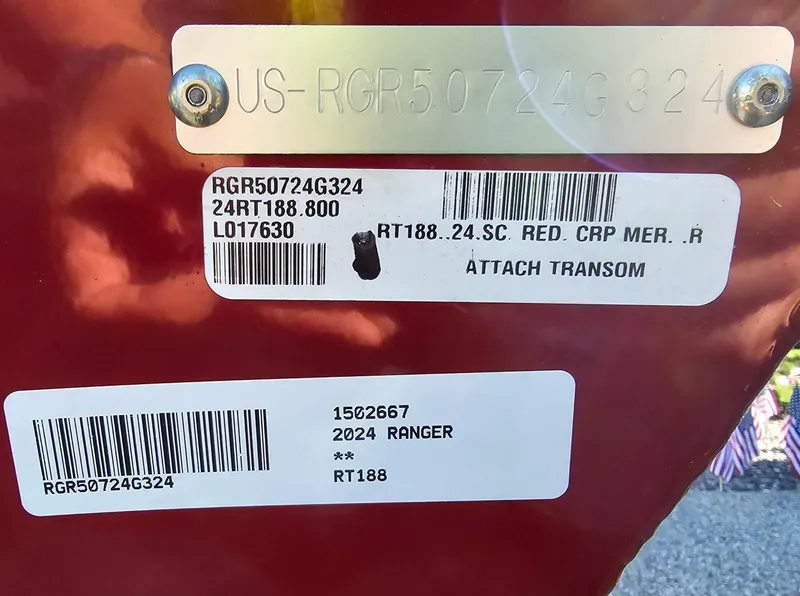 US-RGR50724G324
RGR50724G324
24RT188.800
L017630
RT188..24.SC. RED. CRP MER. .R
ATTACH TRANSOM
1502667
2024 RANGER
**
RT188
RGR50724G324